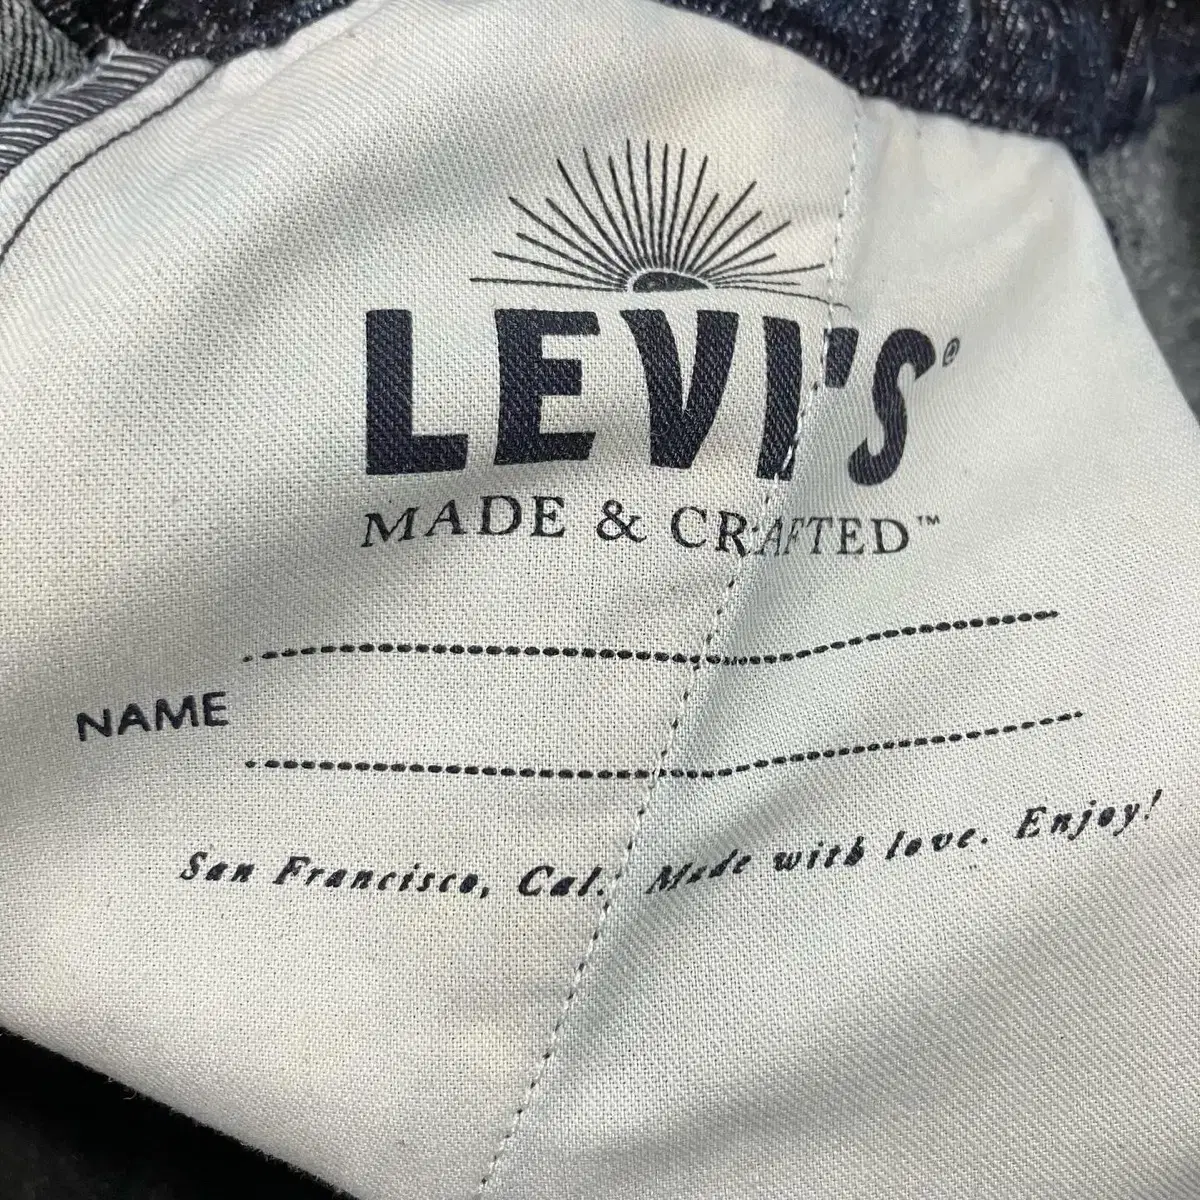 LEVI'S®
MADE & CRAFTED™
NAME
San Francisco, Cal. Made with love. Enjoy!